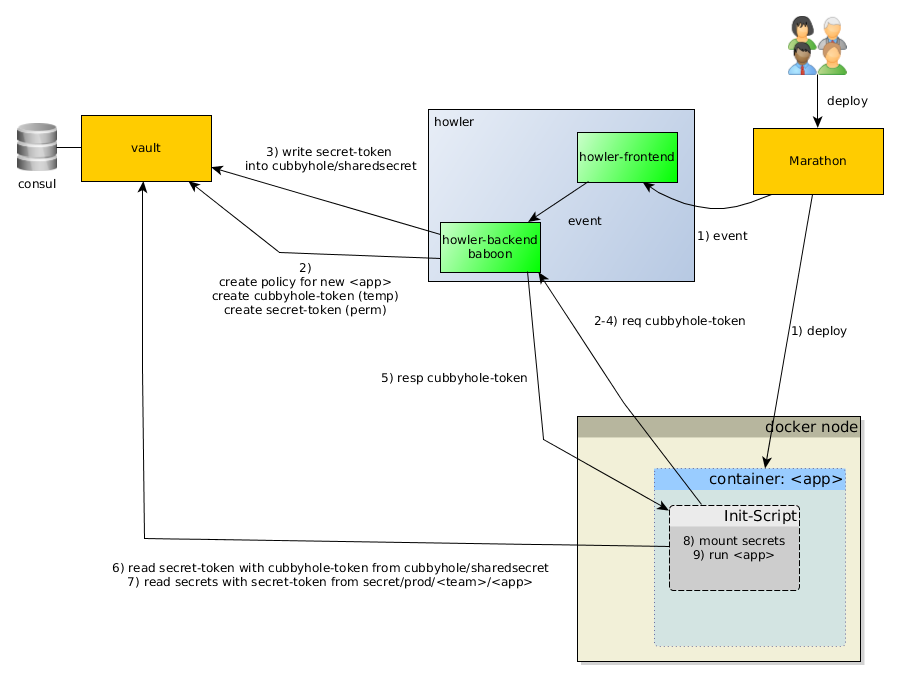 deploy
howler
vault
3) write secret-token
into cubbyhole/sharedsecret
howler-frontend
Marathon
consul
event
1) event
howler-backend
baboon
2)
create policy for new <app>
create cubbyhole-token (temp)
create secret-token (perm)
2-4) req cubbyhole-token
1) deploy
5) resp cubbyhole-token
docker node
container: <app>
Init-Script
8) mount secrets
9) run <app>
6) read secret-token with cubbyhole-token from cubbyhole/sharedsecret
7) read secrets with secret-token from secret/prod/<team>/<app>